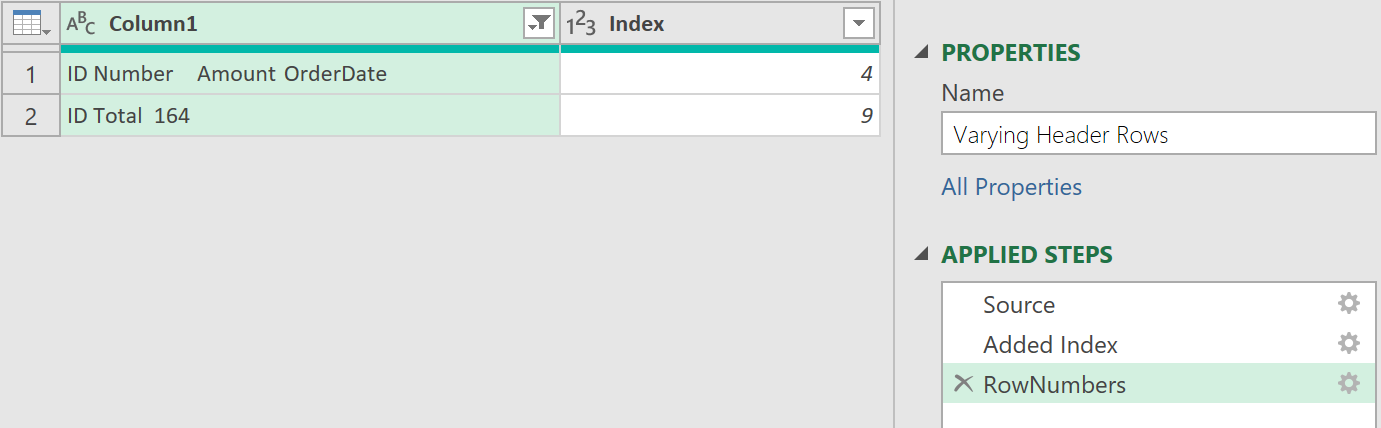 ABC Column1 123 Index
1 ID Number Amount OrderDate 4
2 ID Total 164 9
PROPERTIES
Name
Varying Header Rows
All Properties
APPLIED STEPS
Source
Added Index
RowNumbers